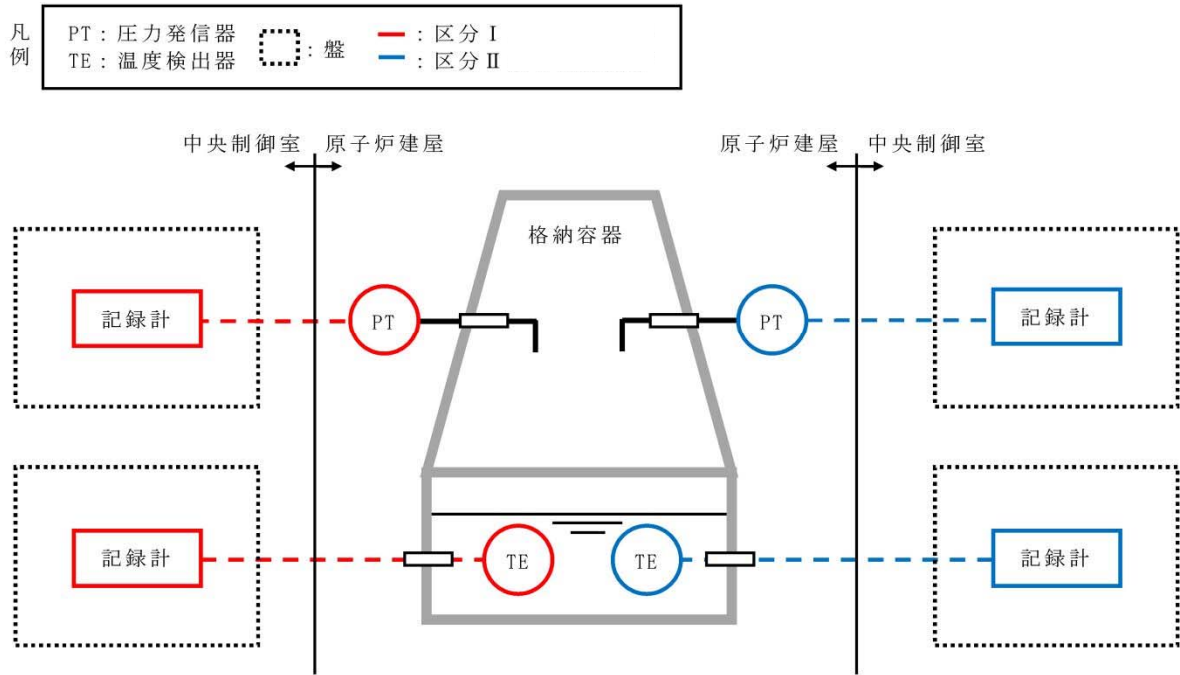 凡例
PT：圧力発信器
：盤
：区分Ⅰ
TE：温度検出器
：区分Ⅱ
中央制御室
原子炉建屋
原子炉建屋
中央制御室
格納容器
記録計
PT
PT
記録計
記録計
TE
TE
記録計